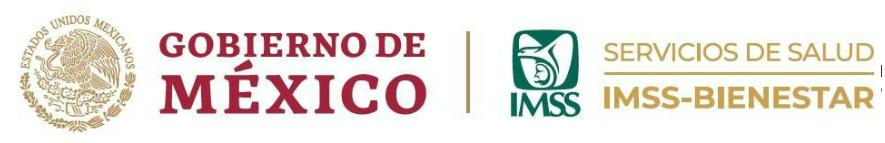 ESTADOS UNIDOS MEXICANOS
GOBIERNO DE
MÉXICO
IMSS
SERVICIOS DE SALUD
IMSS-BIENESTAR